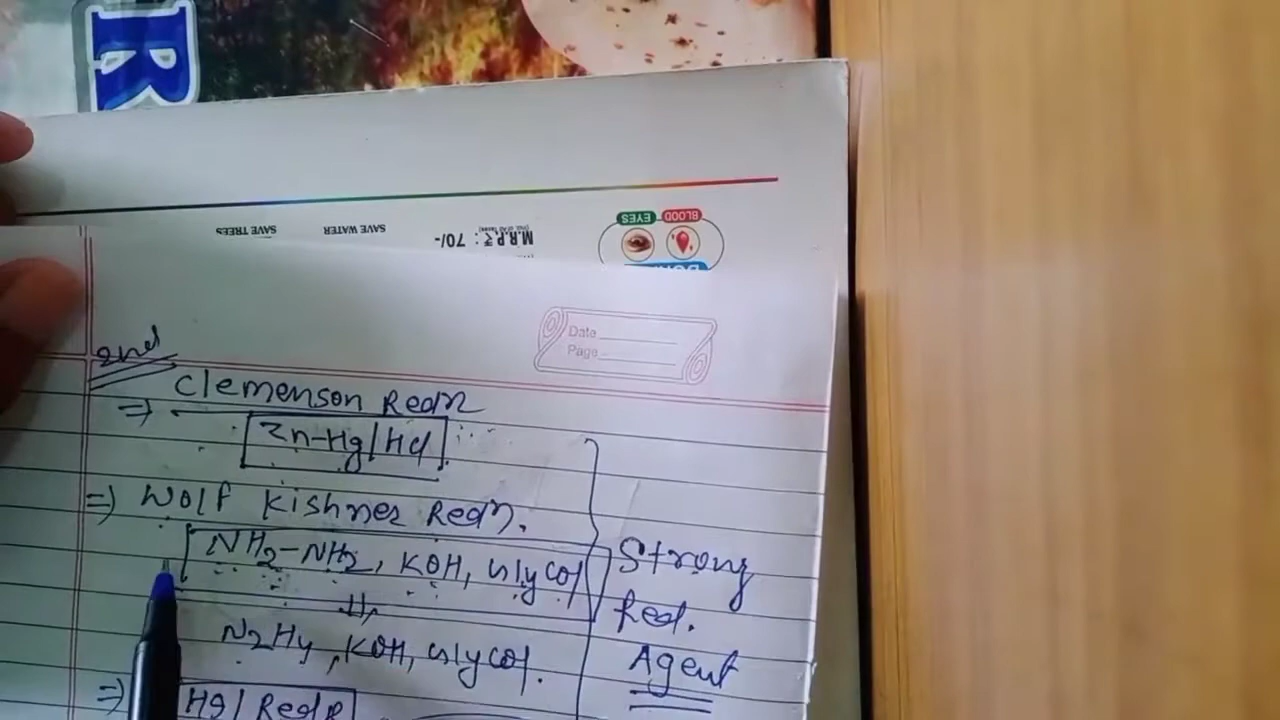 R
BLOOD
EYES
M.R.P.₹ : 70/-
SAVE WATER
SAVE TREES
Date
Page
2nd
=> Clemenson Redn
Zn-Hg/HCl
=> Wolf Kishner Redn.
NH2-NH2, KOH, Glycol
N2H4, KOH, Glycol.
Strong
Red.
Agent
=> HI / Red P